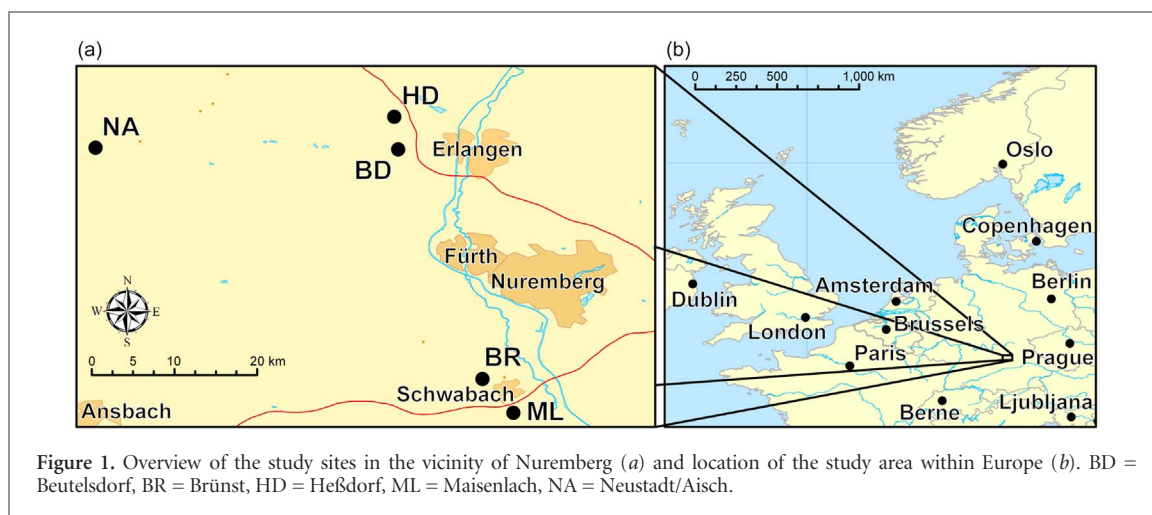 (a)
HD
NA
BD
Erlangen
Fürth
Nuremberg
N
W E
S
0 5 10 20 km
BR
Schwabach
Ansbach
ML
(b)
0 250 500 1,000 km
Oslo
Copenhagen
Dublin
Amsterdam
Berlin
London
Brussels
Paris
Prague
Berne
Ljubljana
Figure 1. Overview of the study sites in the vicinity of Nuremberg (a) and location of the study area within Europe (b). BD =
Beutelsdorf, BR = Brünst, HD = Heßdorf, ML = Maisenlach, NA = Neustadt/Aisch.